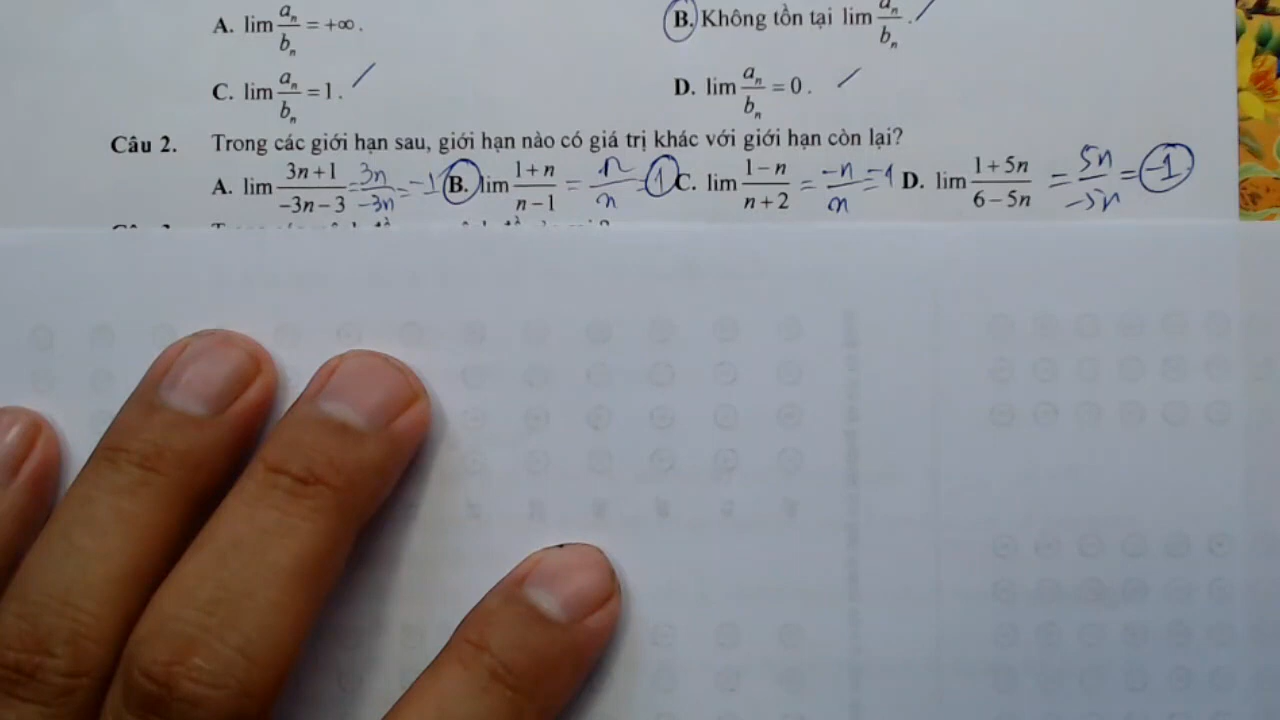 A. lim aₙ/bₙ = +∞. B. Không tồn tại lim aₙ/bₙ.
C. lim aₙ/bₙ = 1. D. lim aₙ/bₙ = 0.
Câu 2. Trong các giới hạn sau, giới hạn nào có giá trị khác với giới hạn còn lại?
A. lim (3n+1)/(-3n-3) = 3n/-3n = -1 B. lim (1+n)/(n-1) = n/n = 1 C. lim (1-n)/(n+2) = -n/n = -1 D. lim (1+5n)/(6-5n) = 5n/-5n = -1